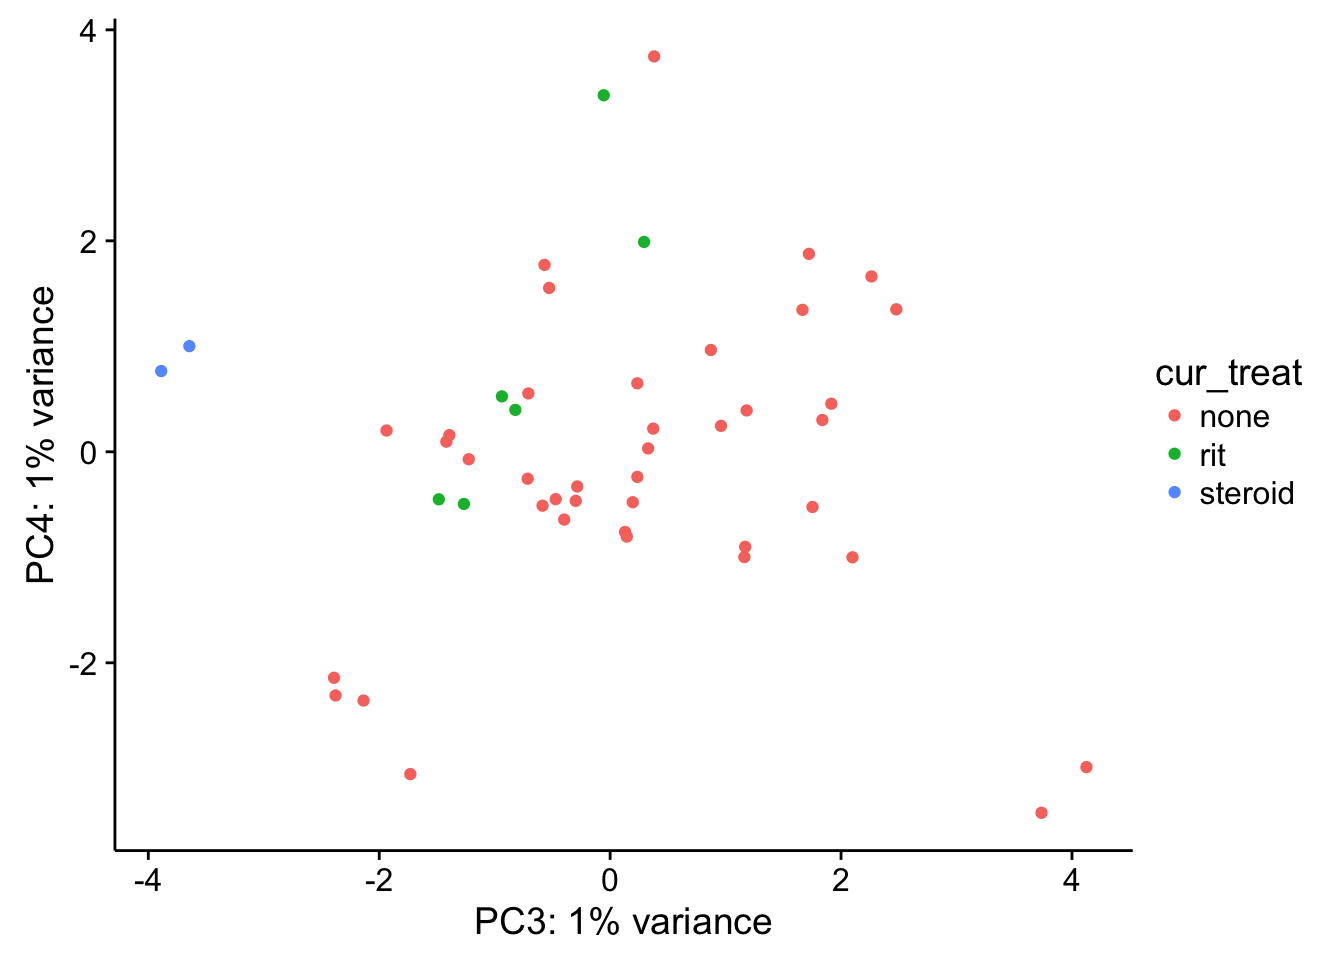 4
2
0
-2
PC4: 1% variance
-4
-2
0
2
4
PC3: 1% variance
cur_treat
none
rit
steroid